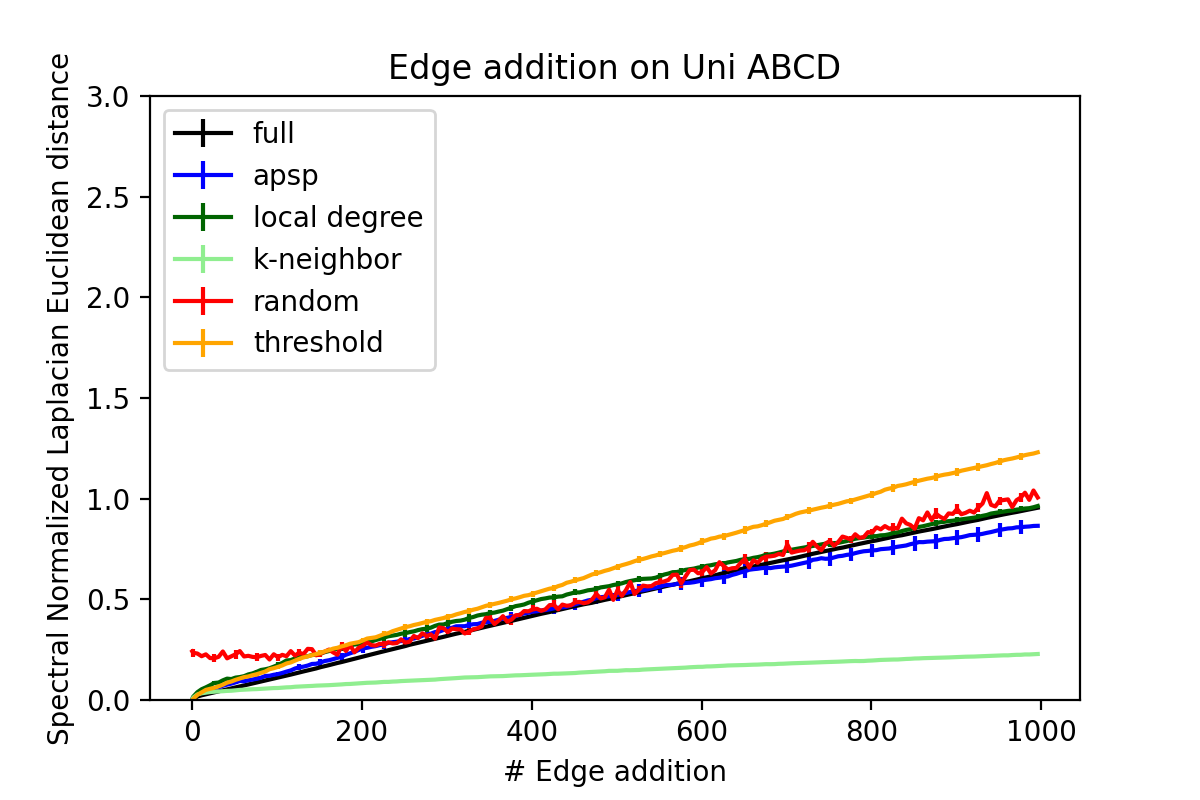 Edge addition on Uni ABCD
Spectral Normalized Laplacian Euclidean distance
3.0
2.5
2.0
1.5
1.0
0.5
0.0
full
apsp
local degree
k-neighbor
random
threshold
0 200 400 600 800 1000
# Edge addition